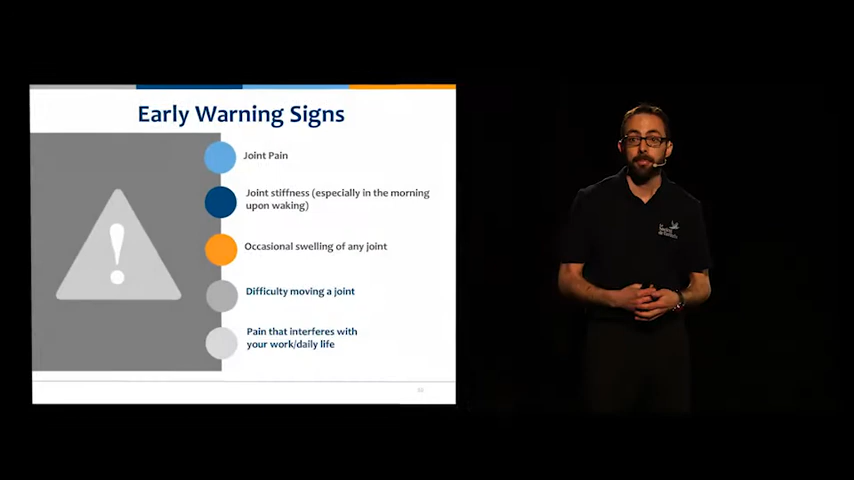 Early Warning Signs
Joint Pain
Joint stiffness (especially in the morning
upon waking)
Occasional swelling of any joint
Difficulty moving a joint
Pain that interferes with
your work/daily life